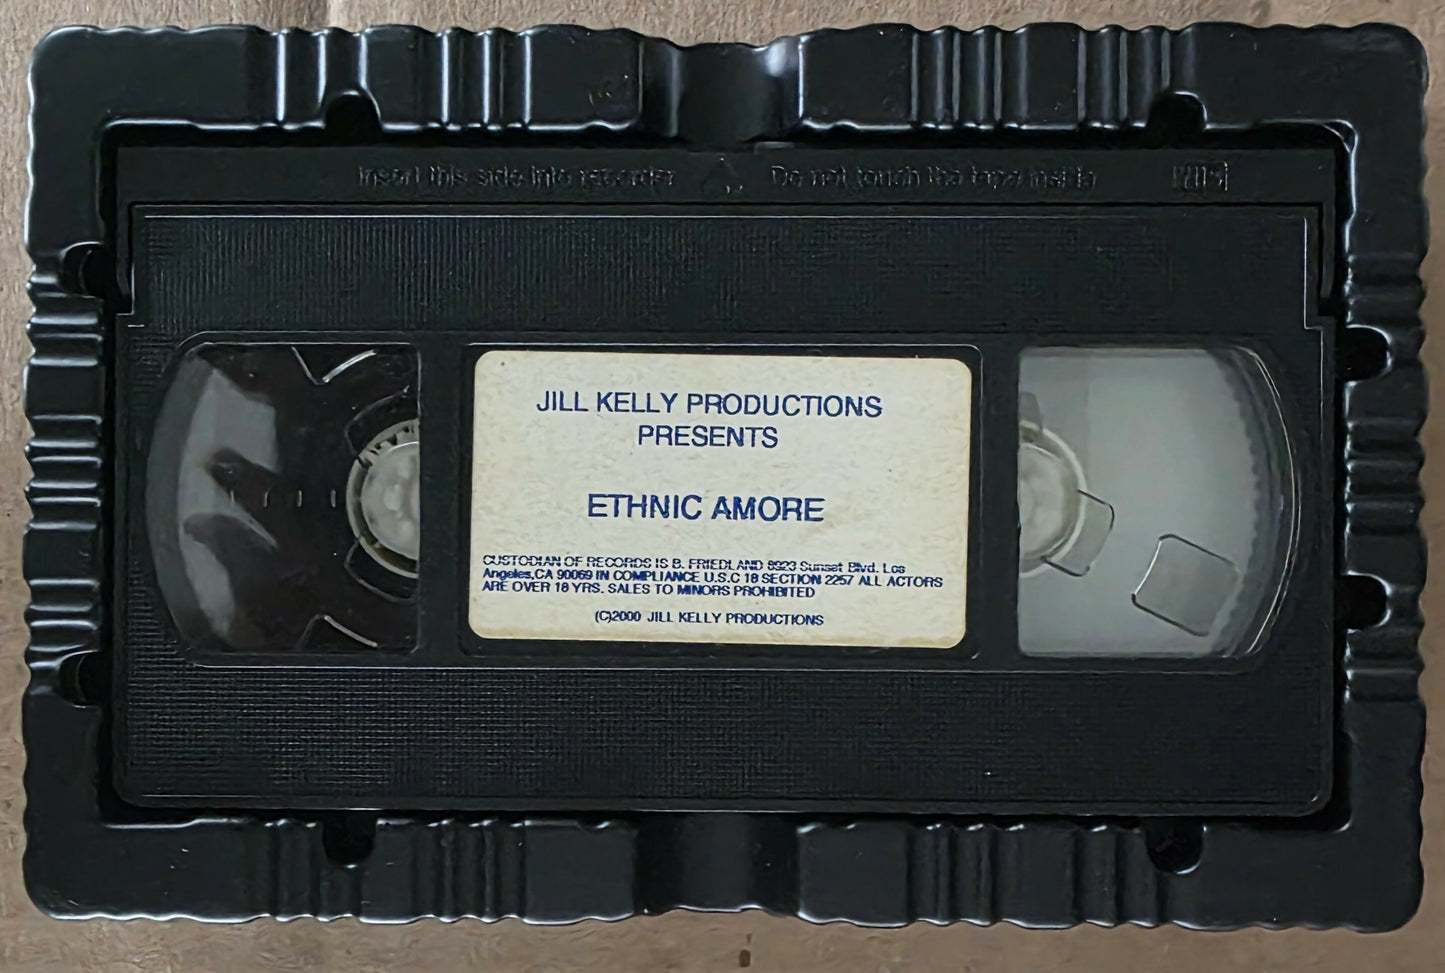 Insert this side into recorder Do not touch the tape inside VHS
JILL KELLY PRODUCTIONS
PRESENTS
ETHNIC AMORE
CUSTODIAN OF RECORDS IS B. FRIEDLAND 8923 Sunset Blvd. Los
Angeles,CA 90069 IN COMPLIANCE U.S.C 18 SECTION 2257 ALL ACTORS
ARE OVER 18 YRS. SALES TO MINORS PROHIBITED
(C)2000 JILL KELLY PRODUCTIONS